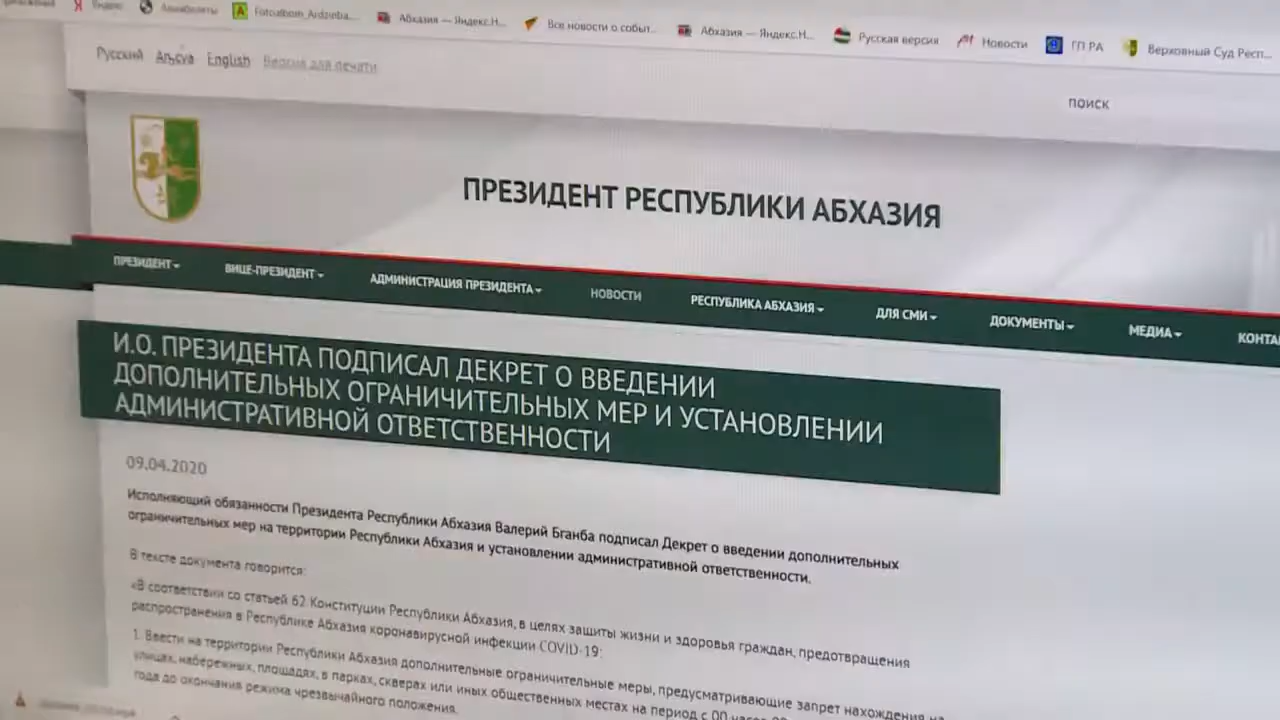 Яндекс
Авиабилеты
Fotoalbom_Ardzinba...
Абхазия — Яндекс.Н...
Все новости о событ...
Абхазия — Яндекс.Н...
Русская версия
Новости
ГП РА
Верховный Суд Респ...
Русский Аҧсуа English Версия для печати
ПОИСК
ПРЕЗИДЕНТ РЕСПУБЛИКИ АБХАЗИЯ
ПРЕЗИДЕНТ ВИЦЕ-ПРЕЗИДЕНТ АДМИНИСТРАЦИЯ ПРЕЗИДЕНТА НОВОСТИ РЕСПУБЛИКА АБХАЗИЯ ДЛЯ СМИ ДОКУМЕНТЫ МЕДИА КОНТА
И.О. ПРЕЗИДЕНТА ПОДПИСАЛ ДЕКРЕТ О ВВЕДЕНИИ
ДОПОЛНИТЕЛЬНЫХ ОГРАНИЧИТЕЛЬНЫХ МЕР И УСТАНОВЛЕНИИ
АДМИНИСТРАТИВНОЙ ОТВЕТСТВЕННОСТИ
09.04.2020
Исполняющий обязанности Президента Республики Абхазия Валерий Бганба подписал Декрет о введении дополнительных
ограничительных мер на территории Республики Абхазия и установлении административной ответственности.
В тексте документа говорится:
«В соответствии со статьей 62 Конституции Республики Абхазия, в целях защиты жизни и здоровья граждан, предотвращения
распространения в Республике Абхазия коронавирусной инфекции COVID-19:
1. Ввести на территории Республики Абхазия дополнительные ограничительные меры, предусматривающие запрет нахождения на
улицах, набережных, площадях, в парках, скверах или иных общественных местах на период с 00 часов
года до окончания режима чрезвычайного положения.